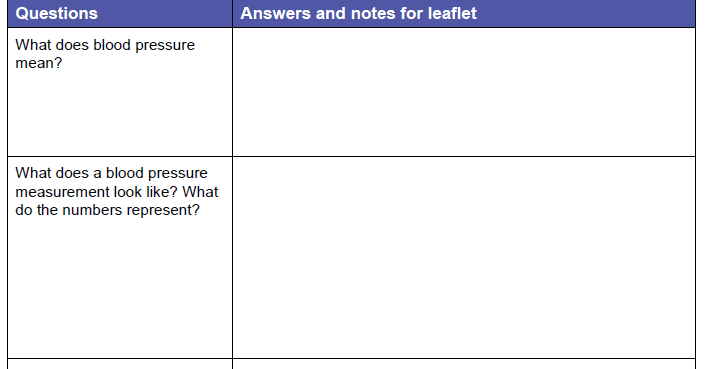 Questions
Answers and notes for leaflet
What does blood pressure
mean?
What does a blood pressure
measurement look like? What
do the numbers represent?